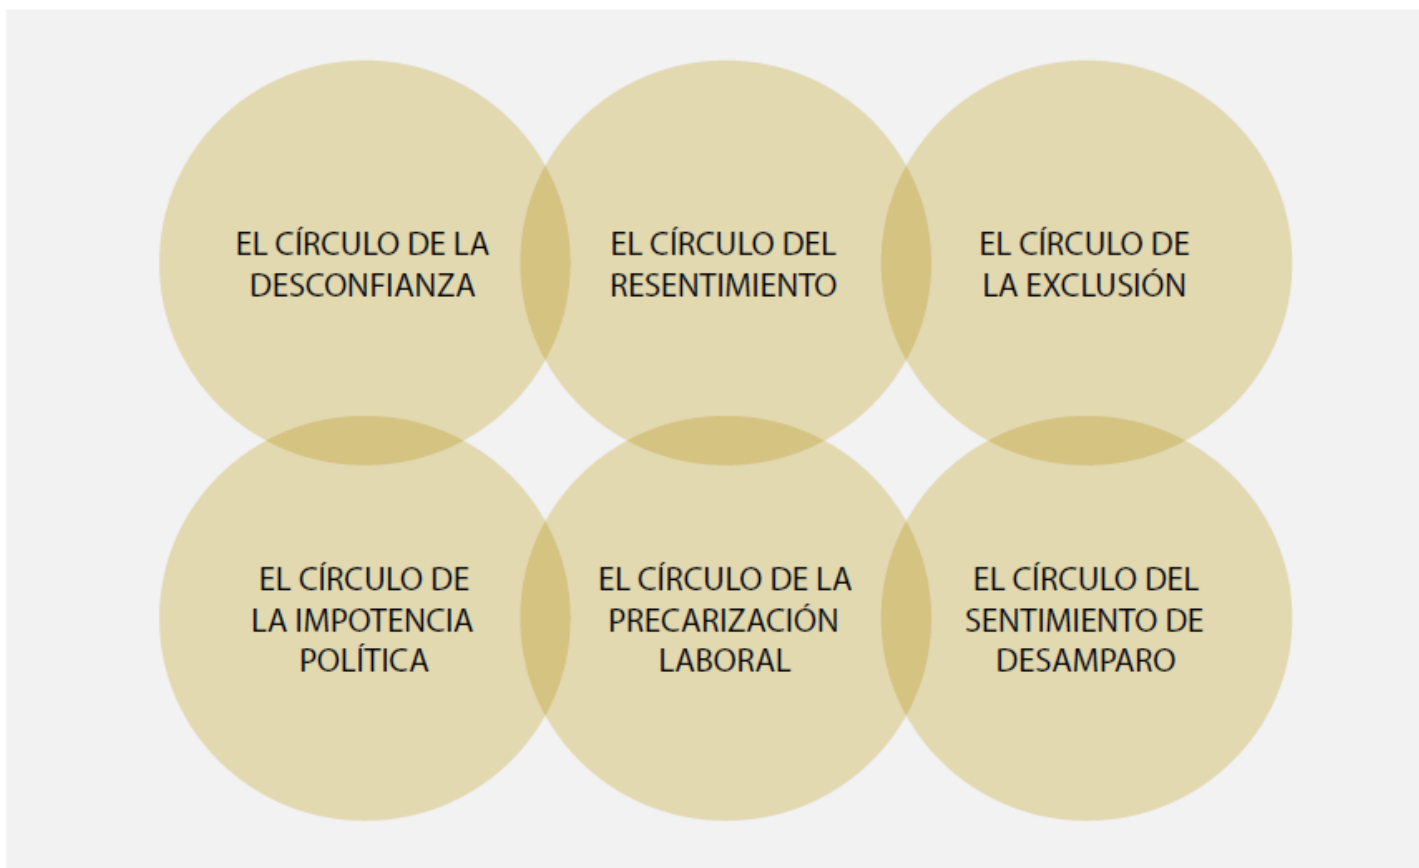 EL CÍRCULO DE LA
DESCONFIANZA
EL CÍRCULO DEL
RESENTIMIENTO
EL CÍRCULO DE
LA EXCLUSIÓN
EL CÍRCULO DE
LA IMPOTENCIA
POLÍTICA
EL CÍRCULO DE LA
PRECARIZACIÓN
LABORAL
EL CÍRCULO DEL
SENTIMIENTO DE
DESAMPARO